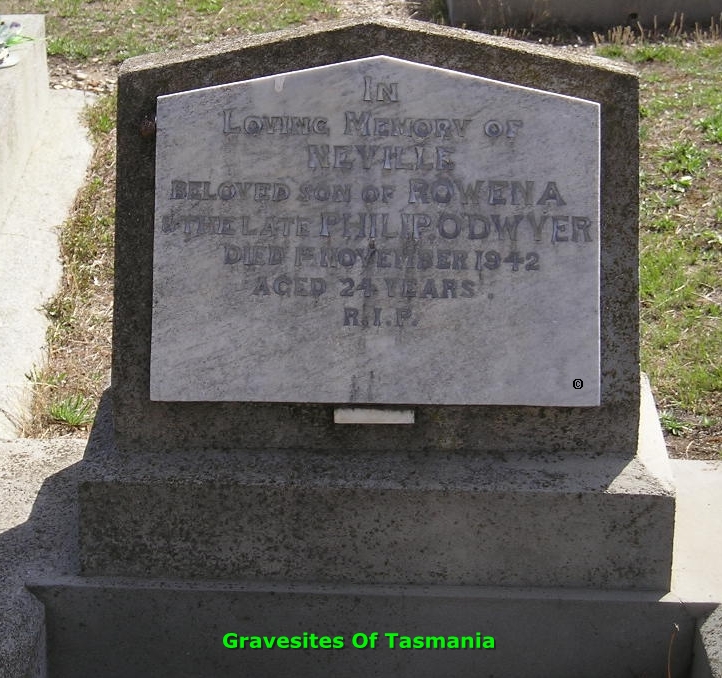 IN
LOVING MEMORY OF
NEVILLE
BELOVED SON OF ROWENA
& THE LATE PHILIP. O'DWYER
DIED 1ST NOVEMBER 1942
AGED 24 YEARS.
R.I.P.
©
Gravesites Of Tasmania